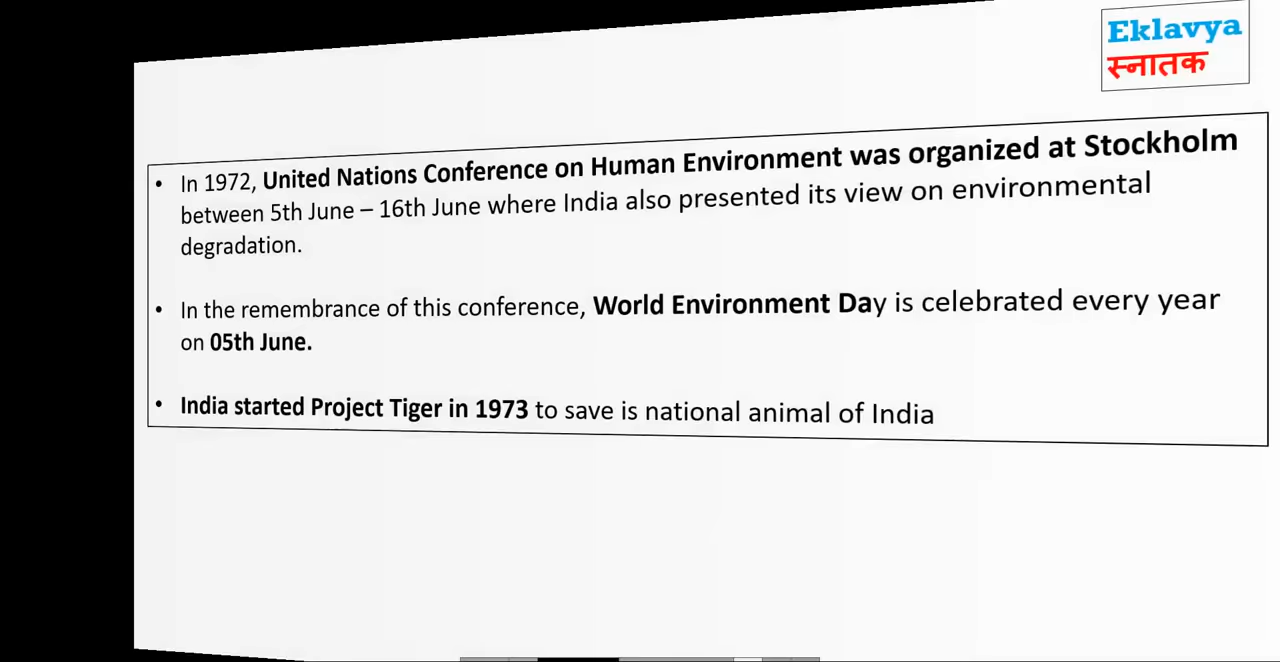 Eklavya
स्नातक
• In 1972, United Nations Conference on Human Environment was organized at Stockholm
between 5th June – 16th June where India also presented its view on environmental
degradation.
• In the remembrance of this conference, World Environment Day is celebrated every year
on 05th June.
• India started Project Tiger in 1973 to save is national animal of India